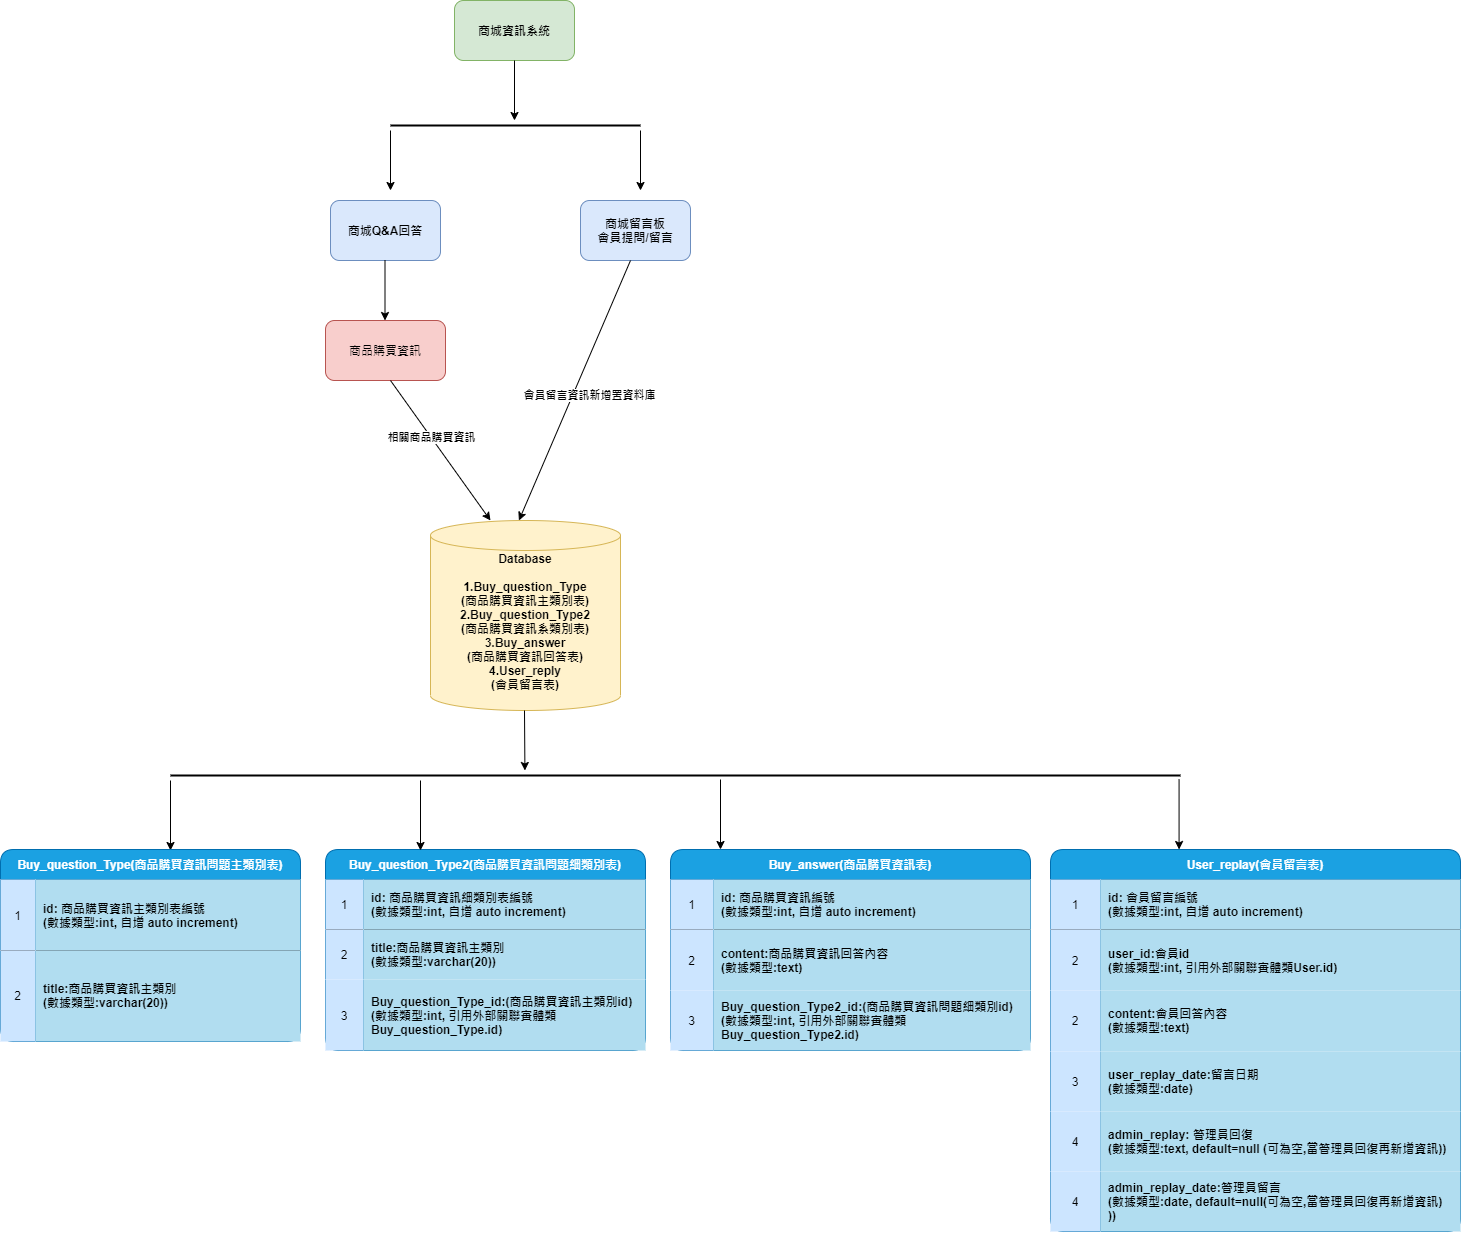 商城資訊系統
商城Q&A回答
商城留言板
會員提問/留言
商品購買資訊
會員留言資訊新增置資料庫
相關商品購買資訊
Database
1.Buy_question_Type
(商品購買資訊主類別表)
2.Buy_question_Type2
(商品購買資訊系類別表)
3.Buy_answer
(商品購買資訊回答表)
4.User_reply
(會員留言表)
Buy_question_Type(商品購買資訊問題主類別表)
1
id: 商品購買資訊主類別表編號
(數據類型:int, 自增 auto increment)
2
title:商品購買資訊主類別
(數據類型:varchar(20))
Buy_question_Type2(商品購買資訊問題細類別表)
1
id: 商品購買資訊細類別表編號
(數據類型:int, 自增 auto increment)
2
title:商品購買資訊主類別
(數據類型:varchar(20))
3
Buy_question_Type_id:(商品購買資訊主類別id)
(數據類型:int, 引用外部關聯實體類
Buy_question_Type.id)
Buy_answer(商品購買資訊表)
1
id: 商品購買資訊編號
(數據類型:int, 自增 auto increment)
2
content:商品購買資訊回答內容
(數據類型:text)
3
Buy_question_Type2_id:(商品購買資訊問題細類別id)
(數據類型:int, 引用外部關聯實體類
Buy_question_Type2.id)
User_replay(會員留言表)
1
id: 會員留言編號
(數據類型:int, 自增 auto increment)
2
user_id:會員id
(數據類型:int, 引用外部關聯實體類User.id)
2
content:會員回答內容
(數據類型:text)
3
user_replay_date:留言日期
(數據類型:date)
4
admin_replay: 管理員回復
(數據類型:text, default=null (可為空,當管理員回復再新增資訊))
4
admin_replay_date:管理員留言
(數據類型:date, default=null(可為空,當管理員回復再新增資訊)
))